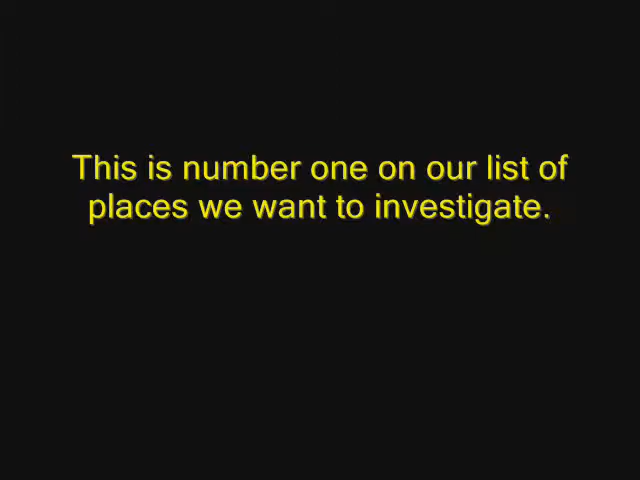 This is number one on our list of
places we want to investigate.